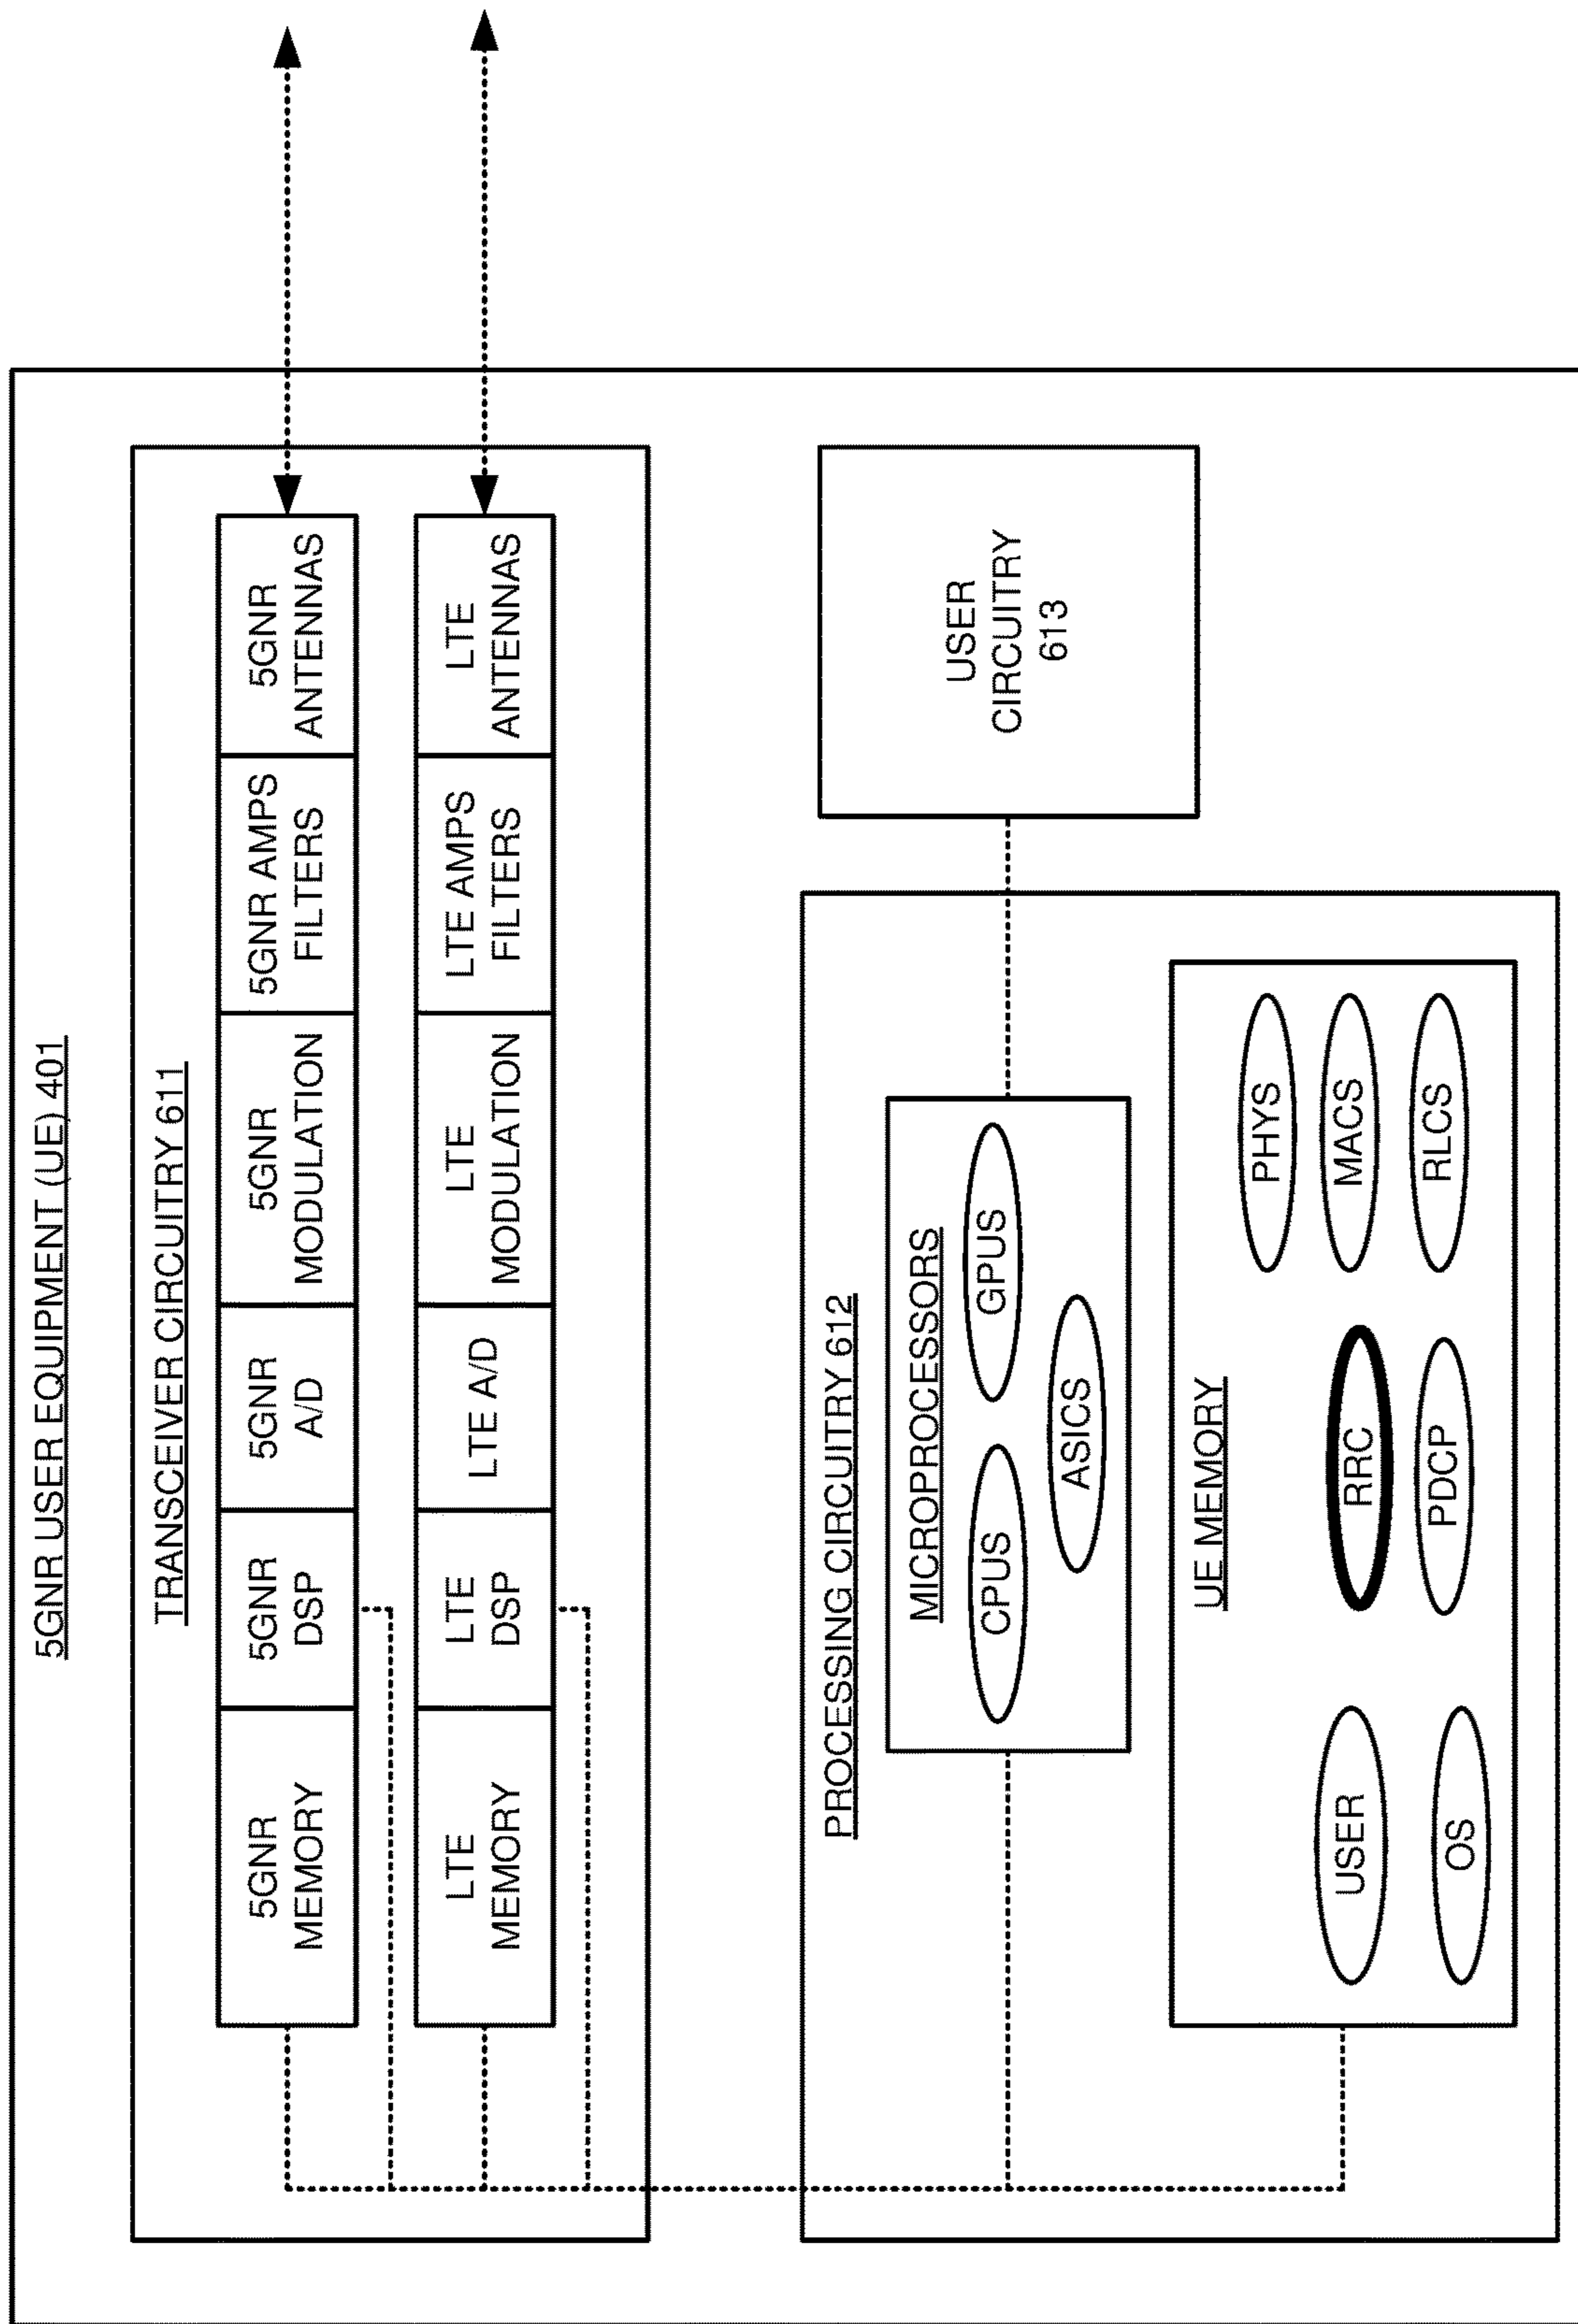 5GNR USER EQUIPMENT (UE) 401
TRANSCEIVER CIRCUITRY 611
5GNR
MEMORY
5GNR
DSP
5GNR
A/D
5GNR
MODULATION
5GNR AMPS
FILTERS
5GNR
ANTENNAS
LTE
MEMORY
LTE
DSP
LTE A/D
LTE
MODULATION
LTE AMPS
FILTERS
LTE
ANTENNAS
PROCESSING CIRCUITRY 612
MICROPROCESSORS
CPUS
GPUS
ASICS
USER
CIRCUITRY
613
UE MEMORY
USER
OS
RRC
PDCP
PHYS
MACS
RLCS